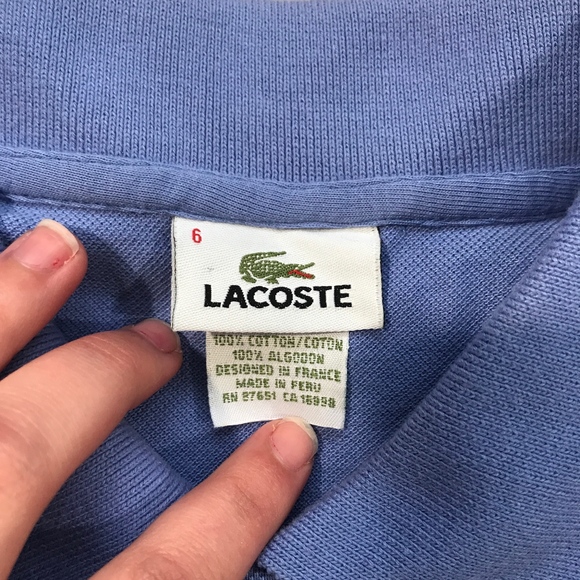 6
LACOSTE
100% COTTON/COTON
100% ALGODON
DESIGNED IN FRANCE
MADE IN PERU
RN 87651 CA 16998